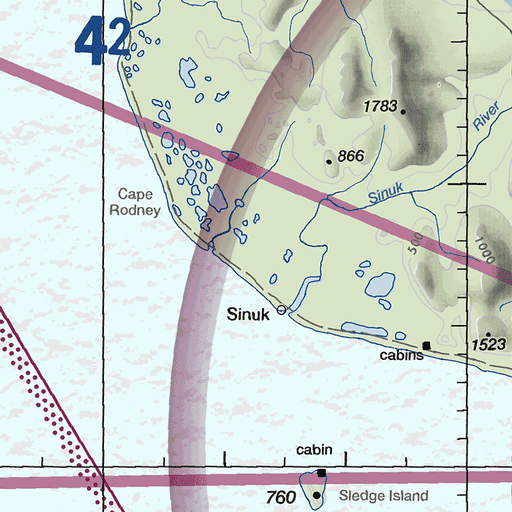 42
1783
River
866
Sinuk
Cape
Rodney
500
1000
Sinuk
1523
cabins
cabin
760
Sledge Island